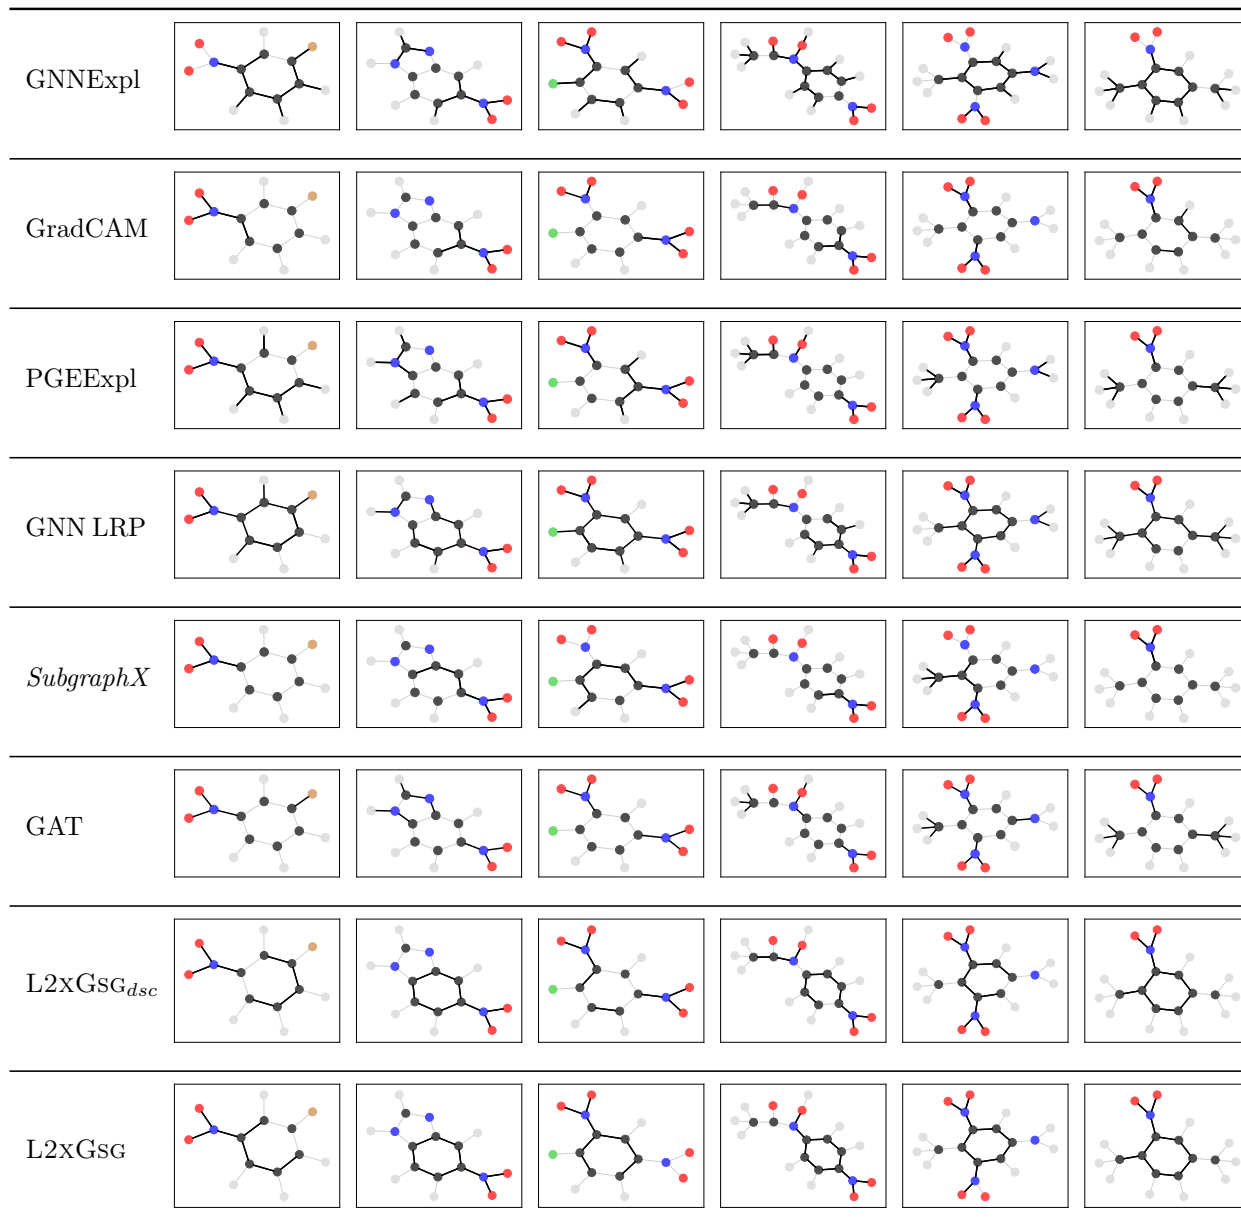 GNNExpl
GradCAM
PGEExpl
GNN LRP
SubgraphX
GAT
L2XGSG_dsc
L2XGSG